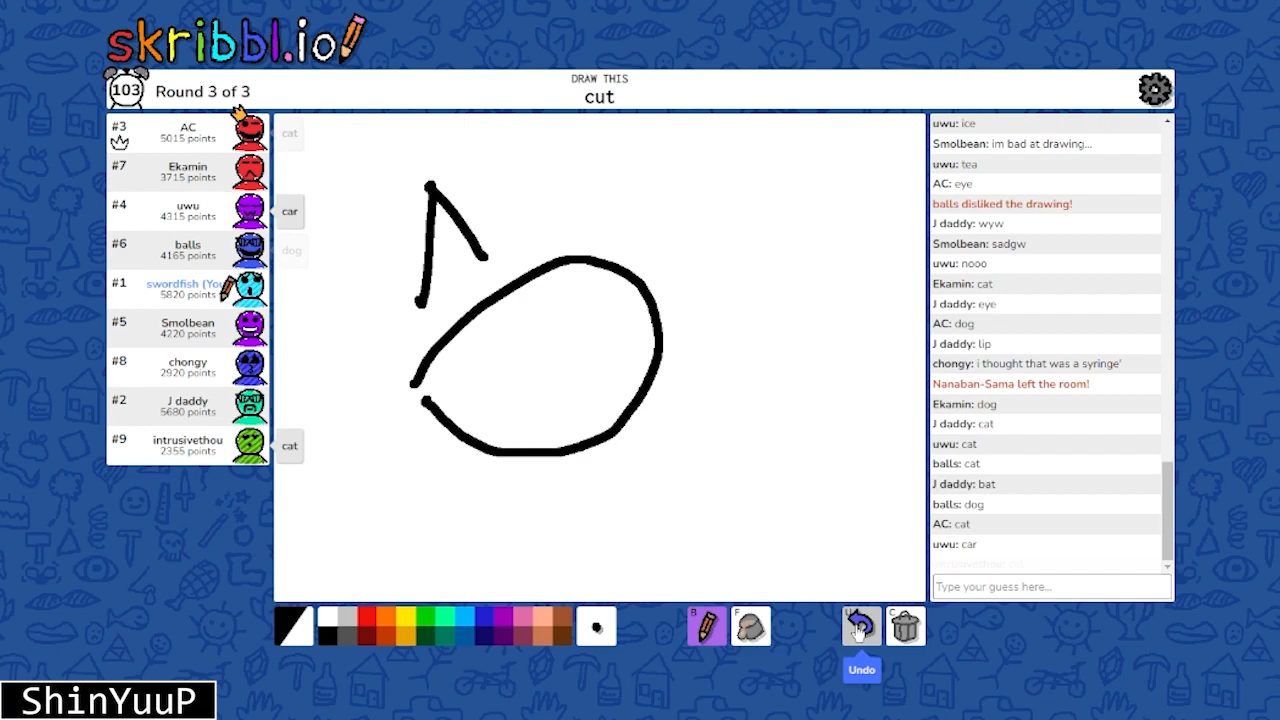 skribbl.io
103
Round 3 of 3
DRAW THIS
cut
#3
AC
5015 points
cat
#7
Ekamin
3715 points
#4
uwu
4315 points
car
#6
balls
4165 points
dog
#1
swordfish (You
5820 points
#5
Smolbean
4220 points
#8
chongy
2920 points
#2
J daddy
5680 points
#9
intrusivethou
2355 points
cat
uwu: ice
Smolbean: im bad at drawing...
uwu: tea
AC: eye
balls disliked the drawing!
J daddy: wyw
Smolbean: sadgw
uwu: nooo
Ekamin: cat
J daddy: eye
AC: dog
J daddy: lip
chongy: i thought that was a syringe'
Nanaban-Sama left the room!
Ekamin: dog
J daddy: cat
uwu: cat
balls: cat
J daddy: bat
balls: dog
AC: cat
uwu: car
intrusivethou: cat
Type your guess here...
B
F
U
C
Undo
ShinYuuP